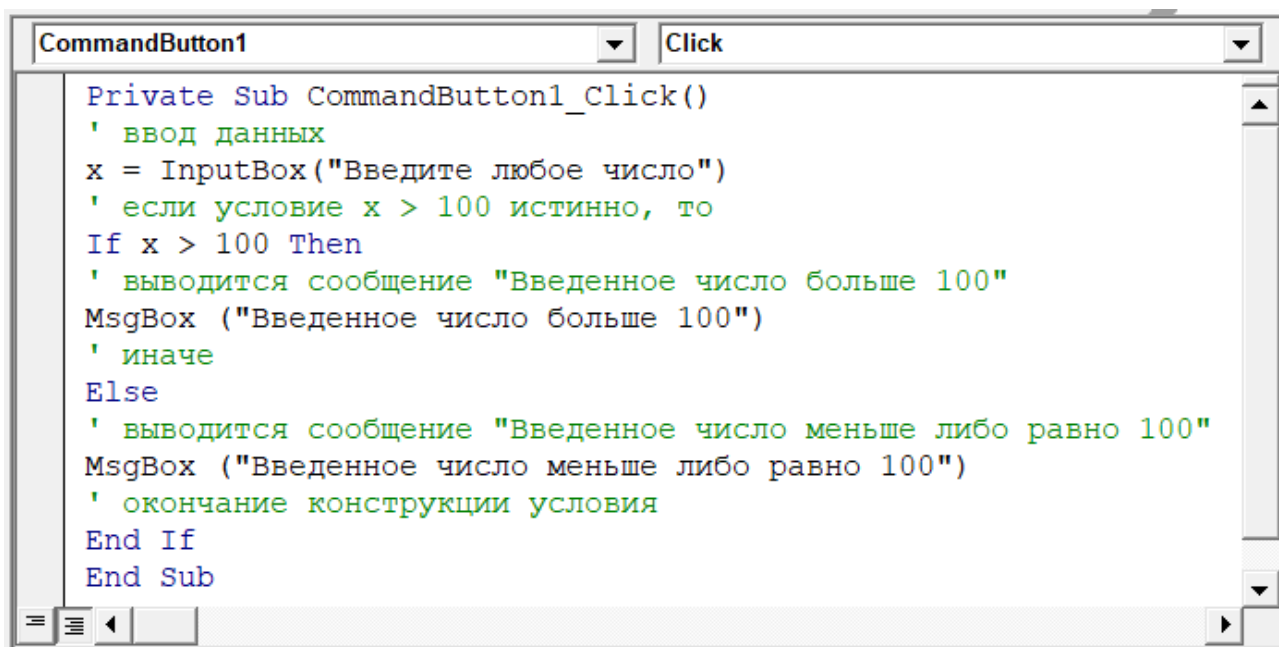 CommandButton1 Click
Private Sub CommandButton1_Click()
' ввод данных
x = InputBox("Введите любое число")
' если условие x > 100 истинно, то
If x > 100 Then
' выводится сообщение "Введенное число больше 100"
MsgBox ("Введенное число больше 100")
' иначе
Else
' выводится сообщение "Введенное число меньше либо равно 100"
MsgBox ("Введенное число меньше либо равно 100")
' окончание конструкции условия
End If
End Sub